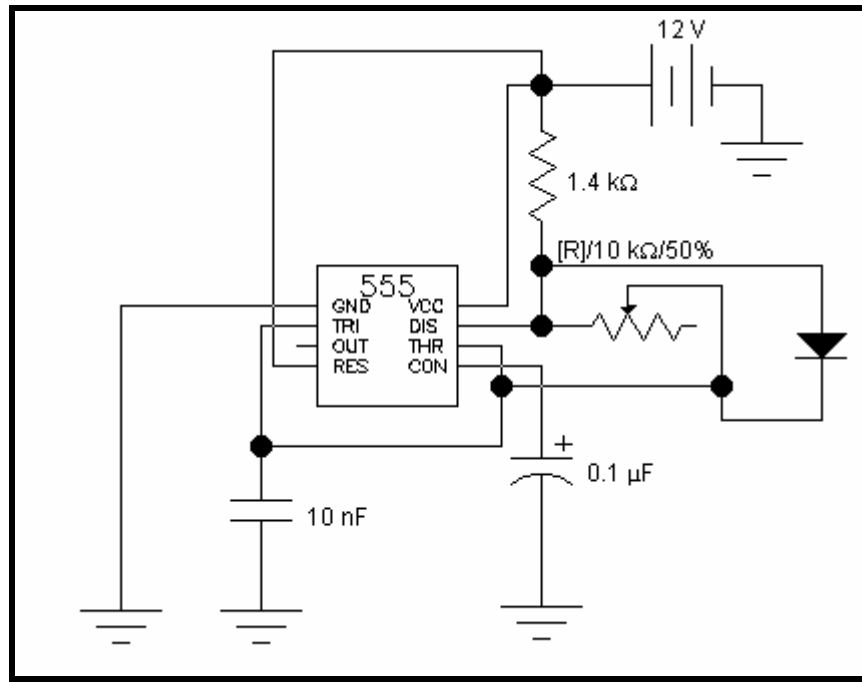 12 V
1.4 kΩ
[R]/10 kΩ/50%
555
GND VCC
TRI DIS
OUT THR
RES CON
+
0.1 µF
10 nF